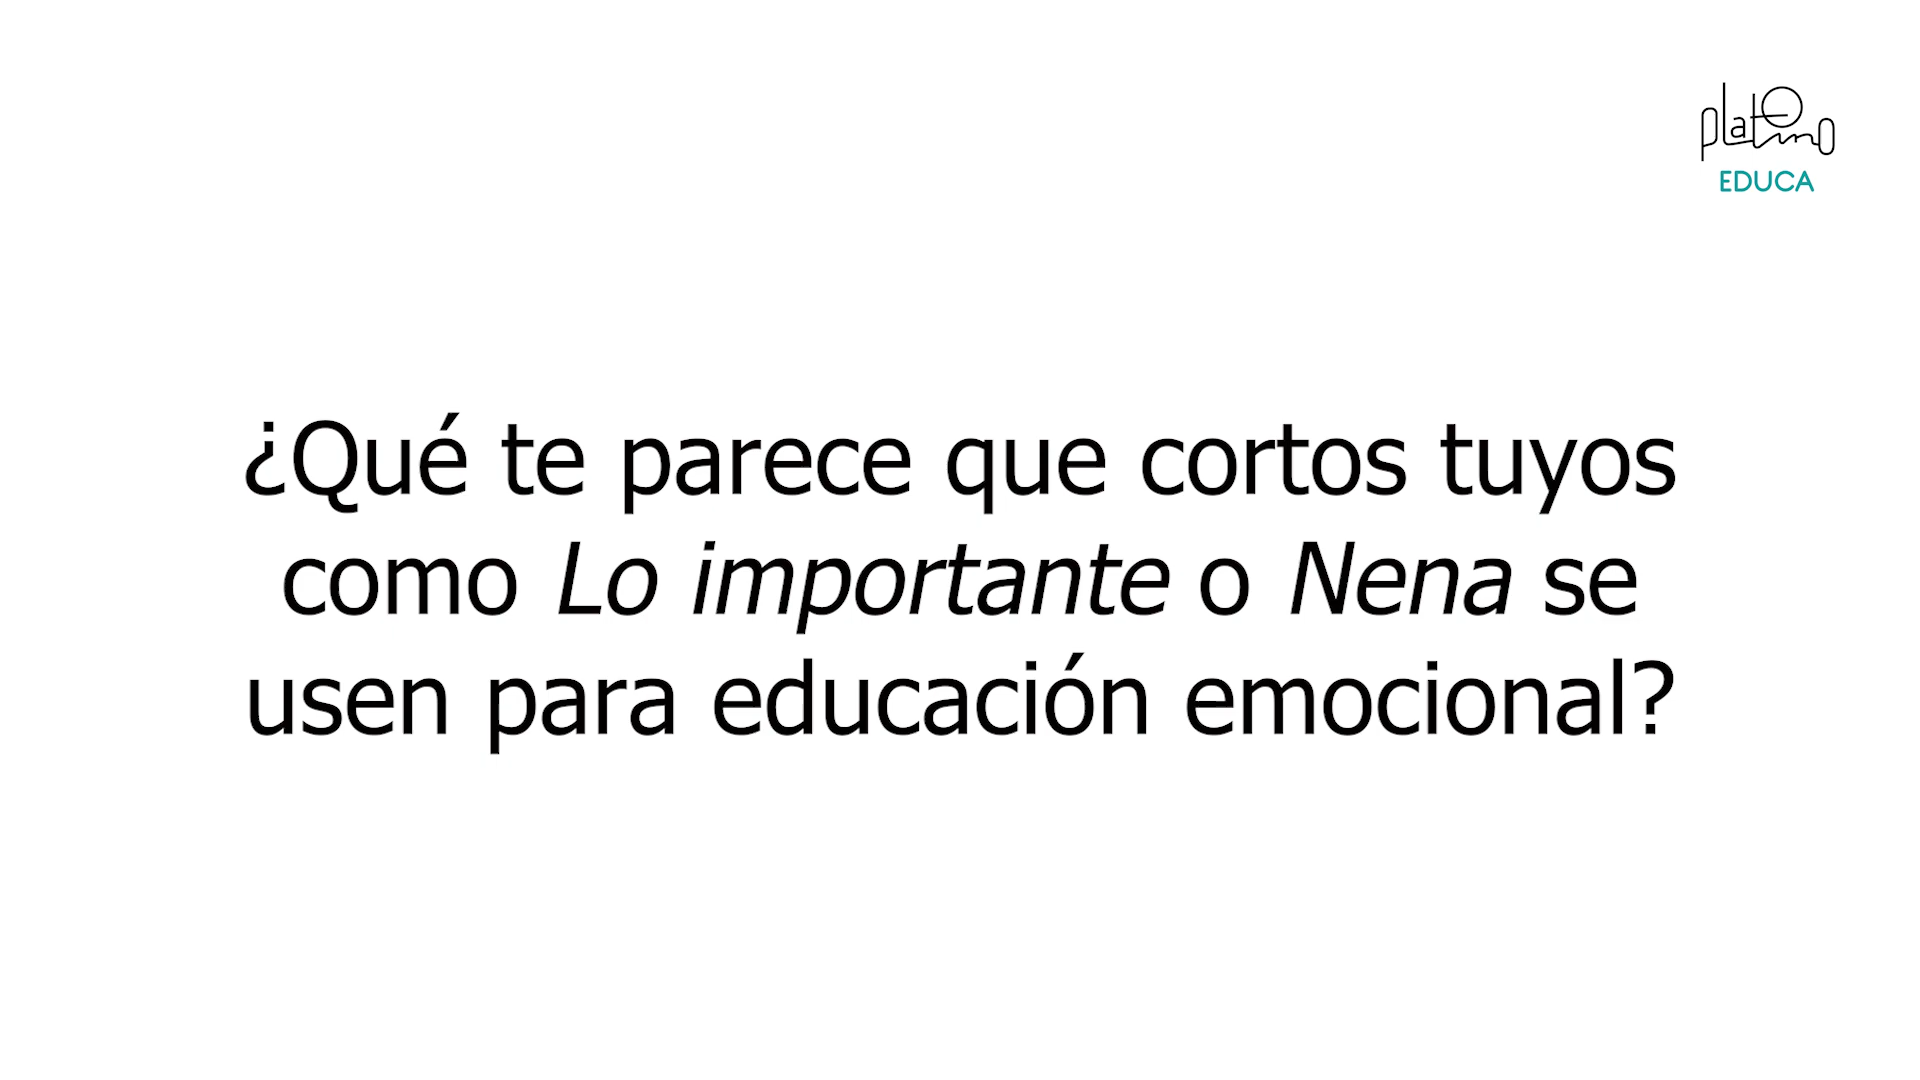 platino
EDUCA
¿Qué te parece que cortos tuyos
como Lo importante o Nena se
usen para educación emocional?